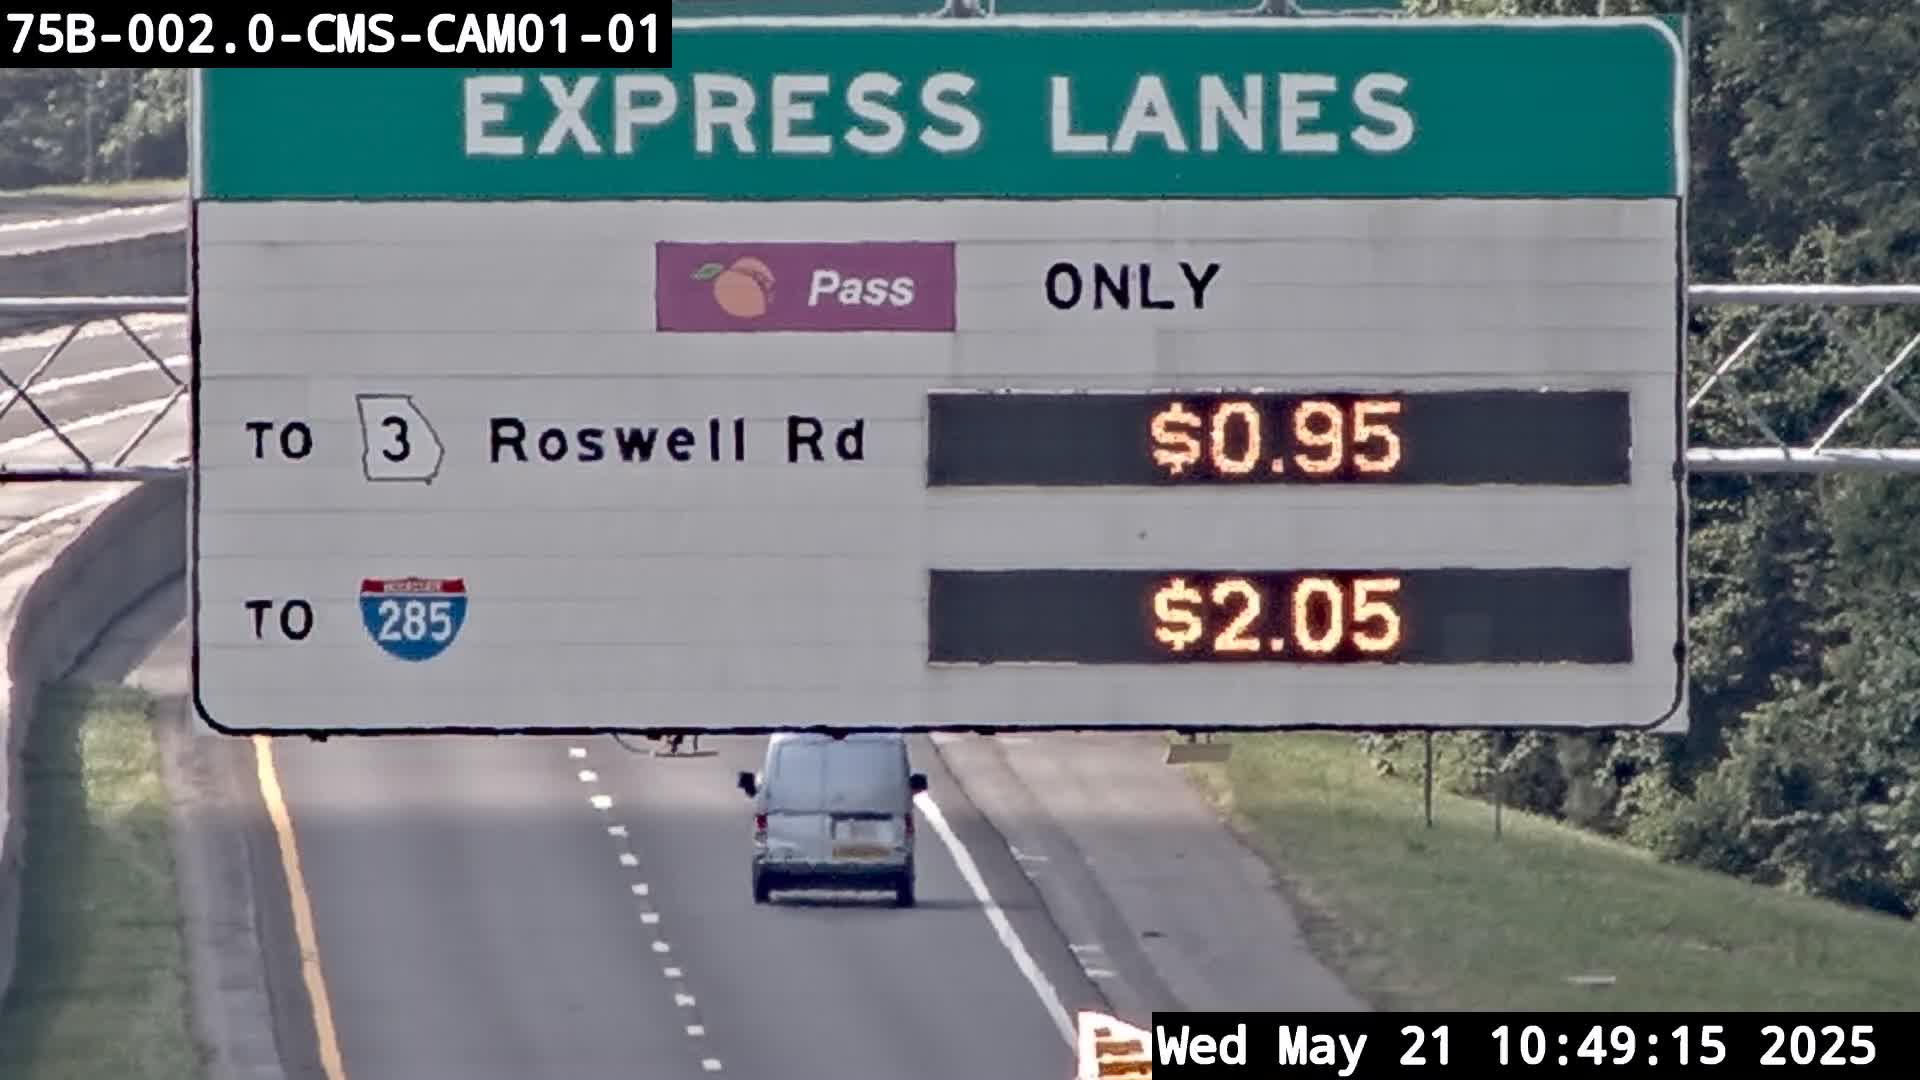 75B-002.0-CMS-CAM01-01
EXPRESS LANES
Pass ONLY
TO 3 Roswell Rd $0.95
TO 285 $2.05
Wed May 21 10:49:15 2025